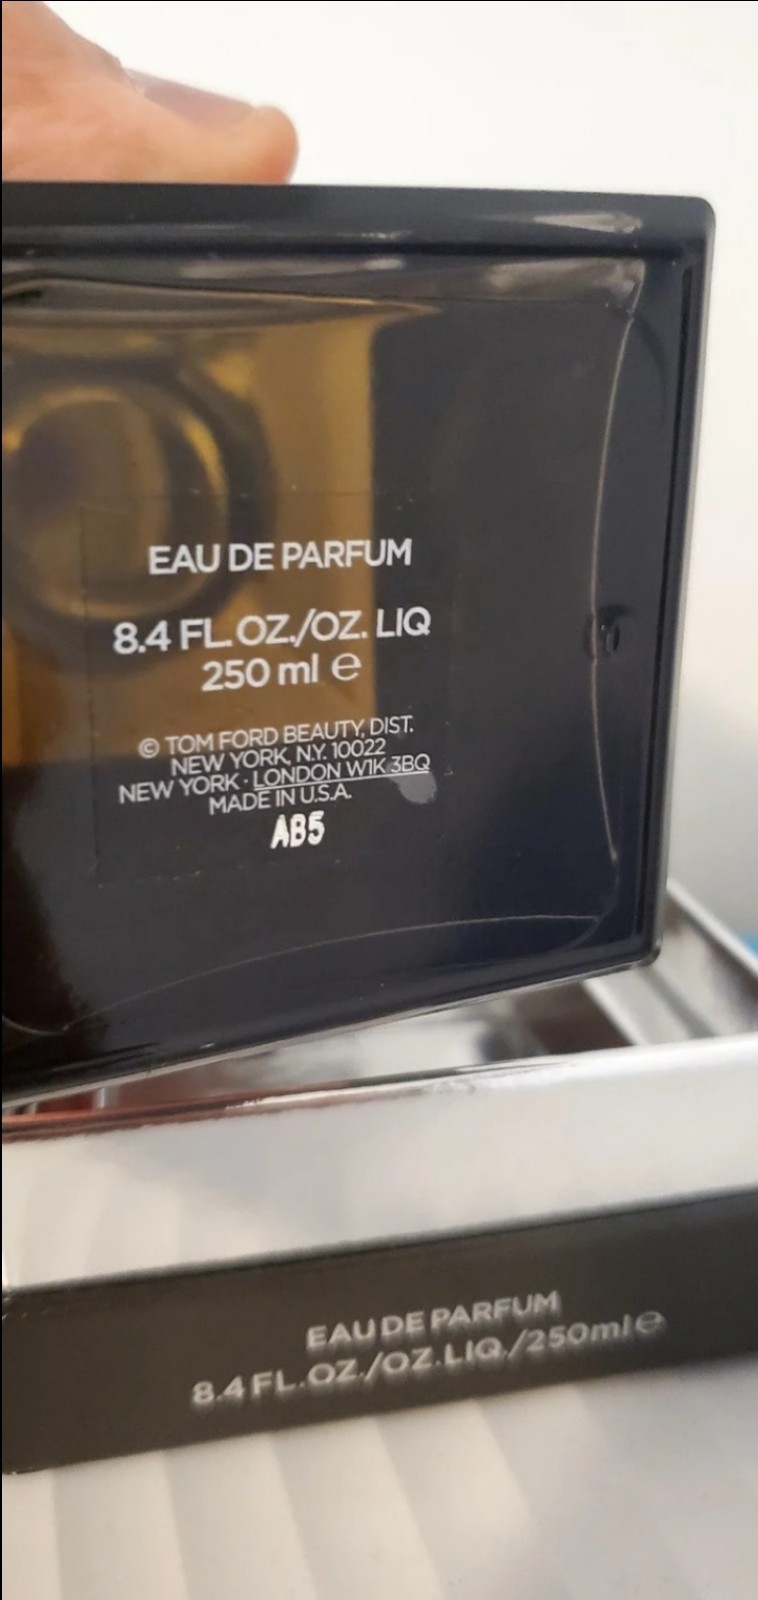 EAU DE PARFUM
8.4 FL.OZ./OZ. LIQ
250 ml ℮
© TOM FORD BEAUTY, DIST.
NEW YORK, N.Y. 10022
NEW YORK · LONDON W1K 3BQ
MADE IN U.S.A.
AB5
EAU DE PARFUM
8.4 FL.OZ./OZ.LIQ./250ml℮